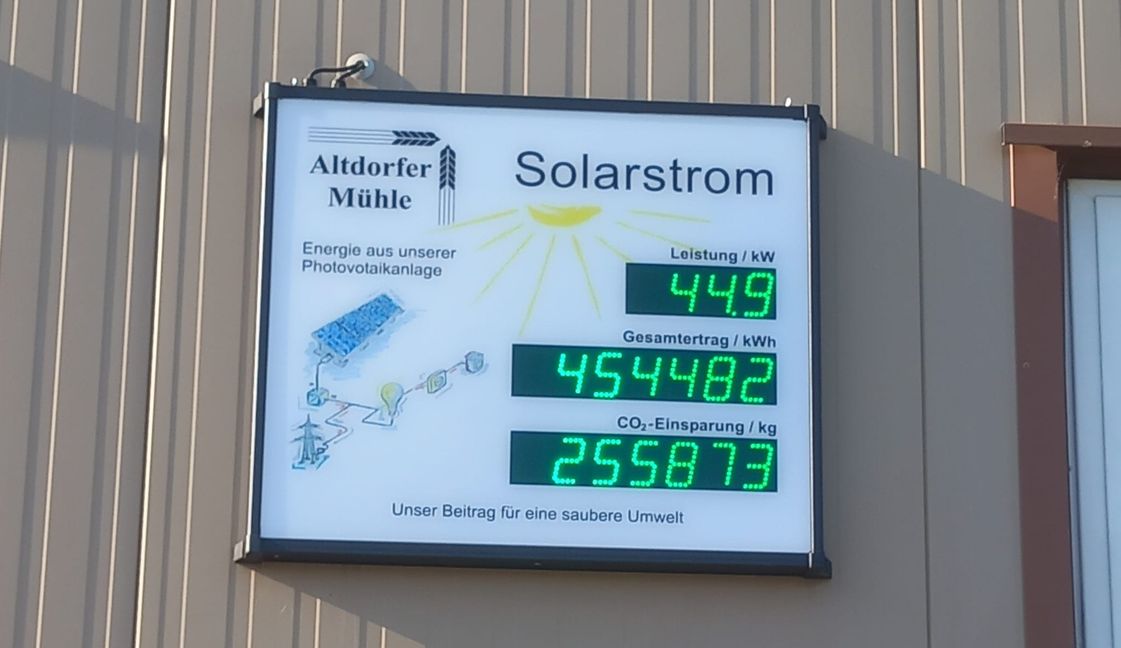 Altdorfer
Mühle
Solarstrom
Energie aus unserer
Photovotaikanlage
Leistung / kW
44.9
Gesamtertrag / kWh
454482
CO₂-Einsparung / kg
255873
Unser Beitrag für eine saubere Umwelt